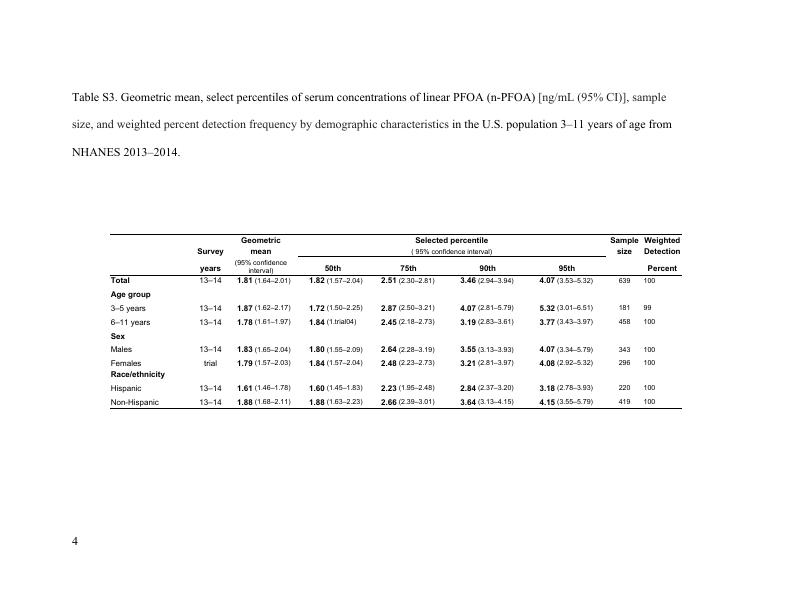 Table S3. Geometric mean, select percentiles of serum concentrations of linear PFOA (n-PFOA) [ng/mL (95% CI)], sample
size, and weighted percent detection frequency by demographic characteristics in the U.S. population 3–11 years of age from
NHANES 2013–2014.
Geometric Selected percentile Sample Weighted
Survey mean ( 95% confidence interval) size Detection
years (95% confidence interval) 50th 75th 90th 95th Percent
Total 13–14 1.81 (1.64–2.01) 1.82 (1.57–2.04) 2.51 (2.30–2.81) 3.46 (2.94–3.94) 4.07 (3.53–5.32) 639 100
Age group
3–5 years 13–14 1.87 (1.62–2.17) 1.72 (1.50–2.25) 2.87 (2.50–3.21) 4.07 (2.81–5.79) 5.32 (3.01–6.51) 181 99
6–11 years 13–14 1.78 (1.61–1.97) 1.84 (1.trial04) 2.45 (2.18–2.73) 3.19 (2.83–3.61) 3.77 (3.43–3.97) 458 100
Sex
Males 13–14 1.83 (1.65–2.04) 1.80 (1.55–2.09) 2.64 (2.28–3.19) 3.55 (3.13–3.93) 4.07 (3.34–5.79) 343 100
Females trial 1.79 (1.57–2.03) 1.84 (1.57–2.04) 2.48 (2.23–2.73) 3.21 (2.81–3.97) 4.08 (2.92–5.32) 296 100
Race/ethnicity
Hispanic 13–14 1.61 (1.46–1.78) 1.60 (1.45–1.83) 2.23 (1.95–2.48) 2.84 (2.37–3.20) 3.18 (2.78–3.93) 220 100
Non-Hispanic 13–14 1.88 (1.68–2.11) 1.88 (1.63–2.23) 2.66 (2.39–3.01) 3.64 (3.13–4.15) 4.15 (3.55–5.79) 419 100
4